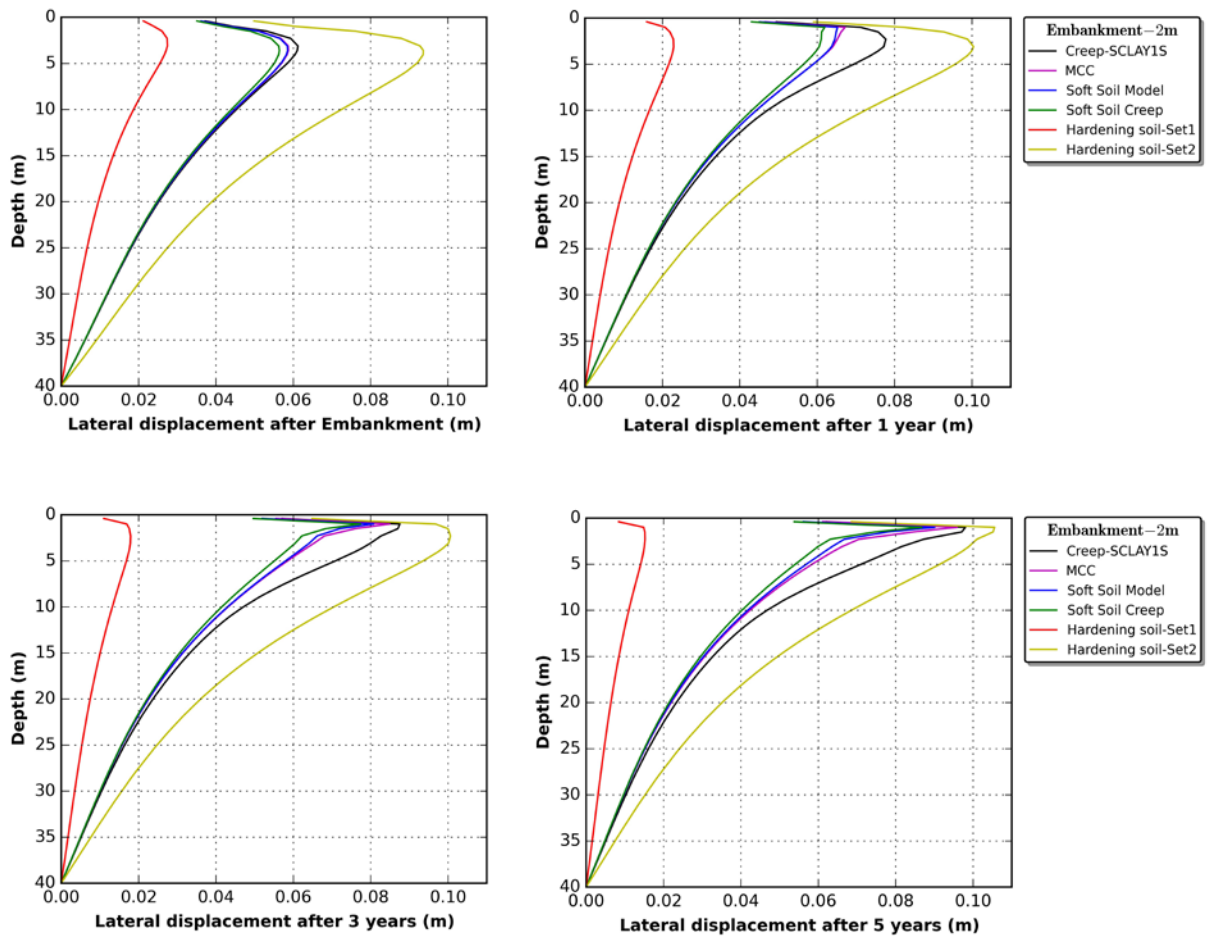 0
5
10
15
20
25
30
35
40
Depth (m)
0.00 0.02 0.04 0.06 0.08 0.10
Lateral displacement after Embankment (m)
0
5
10
15
20
25
30
35
40
Depth (m)
0.00 0.02 0.04 0.06 0.08 0.10
Lateral displacement after 1 year (m)
Embankment−2m
Creep-SCLAY1S
MCC
Soft Soil Model
Soft Soil Creep
Hardening soil-Set1
Hardening soil-Set2
0
5
10
15
20
25
30
35
40
Depth (m)
0.00 0.02 0.04 0.06 0.08 0.10
Lateral displacement after 3 years (m)
0
5
10
15
20
25
30
35
40
Depth (m)
0.00 0.02 0.04 0.06 0.08 0.10
Lateral displacement after 5 years (m)
Embankment−2m
Creep-SCLAY1S
MCC
Soft Soil Model
Soft Soil Creep
Hardening soil-Set1
Hardening soil-Set2